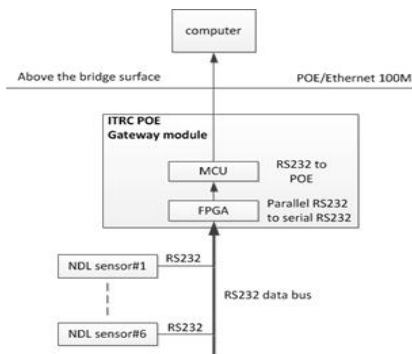 computer
Above the bridge surface
POE/Ethernet 100M
ITRC POE
Gateway module
MCU
RS232 to
POE
FPGA
Parallel RS232
to serial RS232
NDL sensor#1
RS232
RS232 data bus
NDL sensor#6
RS232